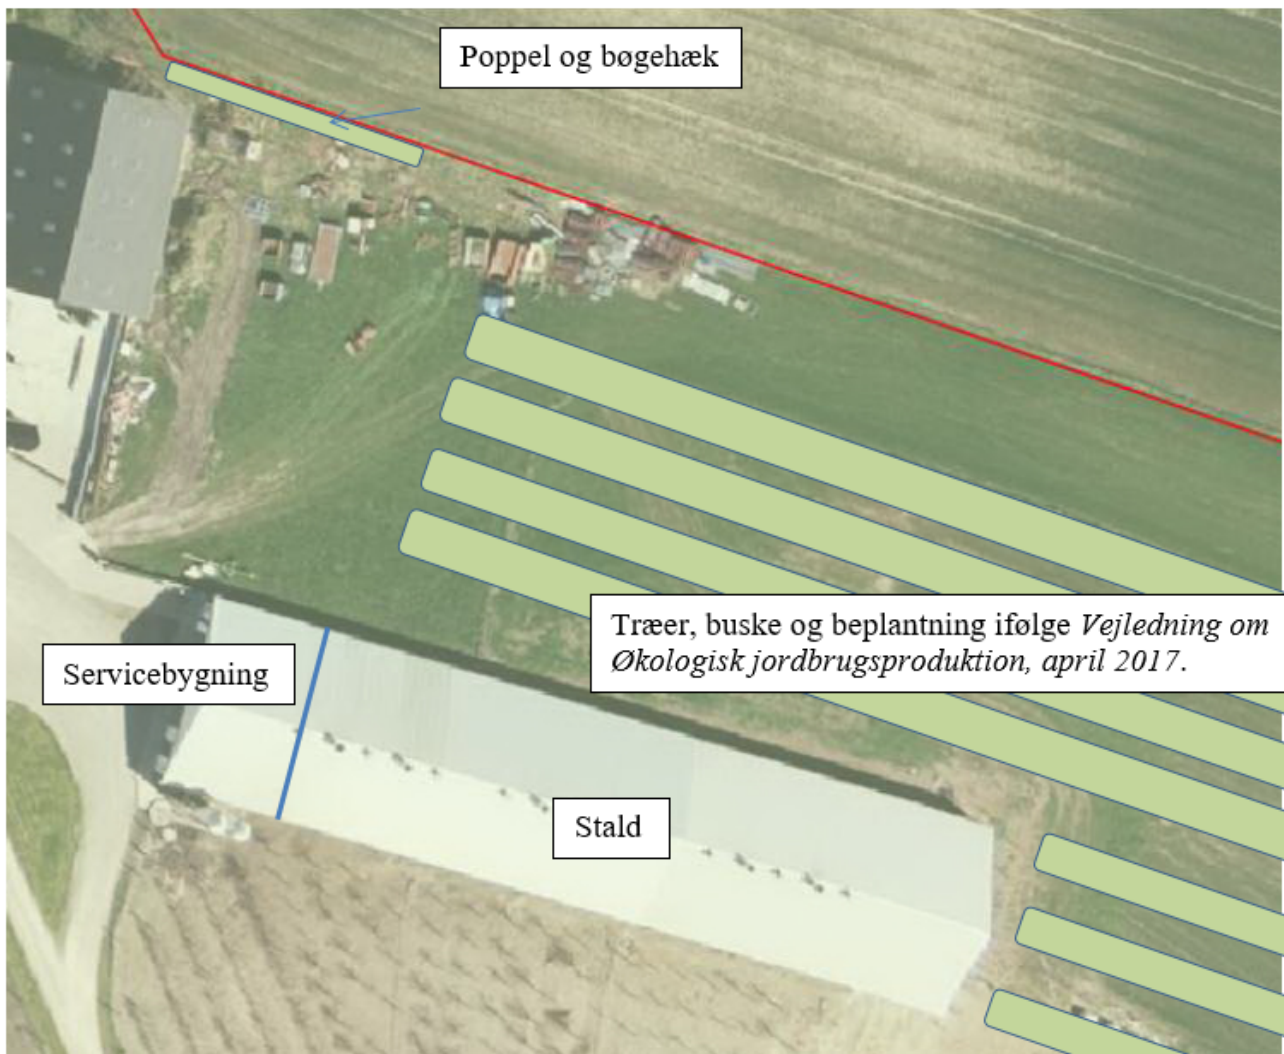 Poppel og bøgehæk
Træer, buske og beplantning ifølge Vejledning om
Økologisk jordbrugsproduktion, april 2017.
Servicebygning
Stald